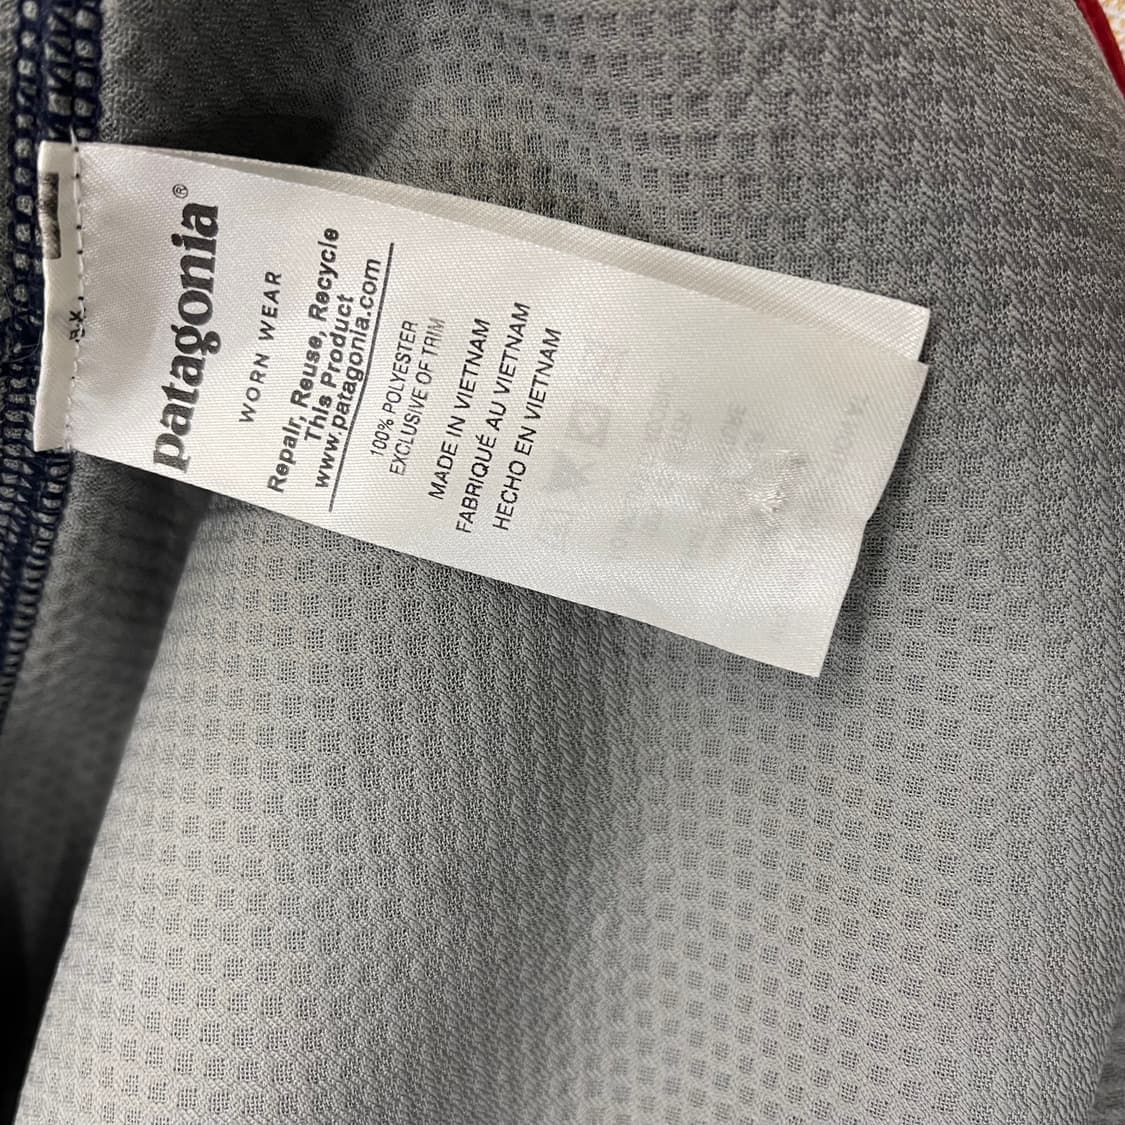 patagonia®
WORN WEAR
Repair, Reuse, Recycle
This Product
www.patagonia.com
100% POLYESTER
EXCLUSIVE OF TRIM
MADE IN VIETNAM
FABRIQUÉ AU VIETNAM
HECHO EN VIETNAM